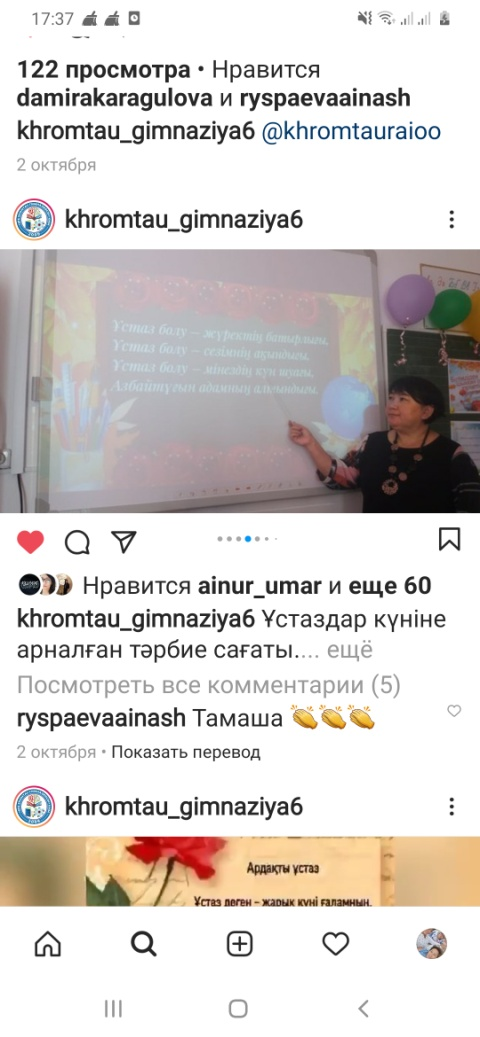 17:37
122 просмотра • Нравится
damirakaragulova и ryspaevaainash
khromtau_gimnaziya6 @khromtauraioo
2 октября
khromtau_gimnaziya6
Ұстаз болу – жүректің батырлығы,
Ұстаз болу – сезімнің ақындығы,
Ұстаз болу – мінездің күн шуағы,
Азбайтұғын адамның алтындығы.
Нравится ainur_umar и еще 60
khromtau_gimnaziya6 Ұстаздар күніне
арналған тәрбие сағаты.... ещё
Посмотреть все комментарии (5)
ryspaevaainash Тамаша 👏👏👏
2 октября • Показать перевод
khromtau_gimnaziya6
Ардақты ұстаз
Ұстаз деген – жарық күні ғаламның,